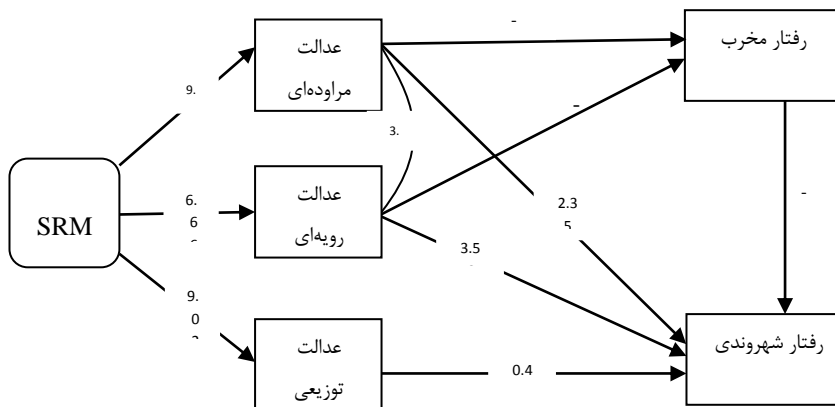 عدالت
مراوده‌ای
رفتار مخرب
-
9.
3.
-
SRM
عدالت
رویه‌ای
6.
6
2.3
5
-
3.5
9.
0
عدالت
توزیعی
0.4
رفتار شهروندی